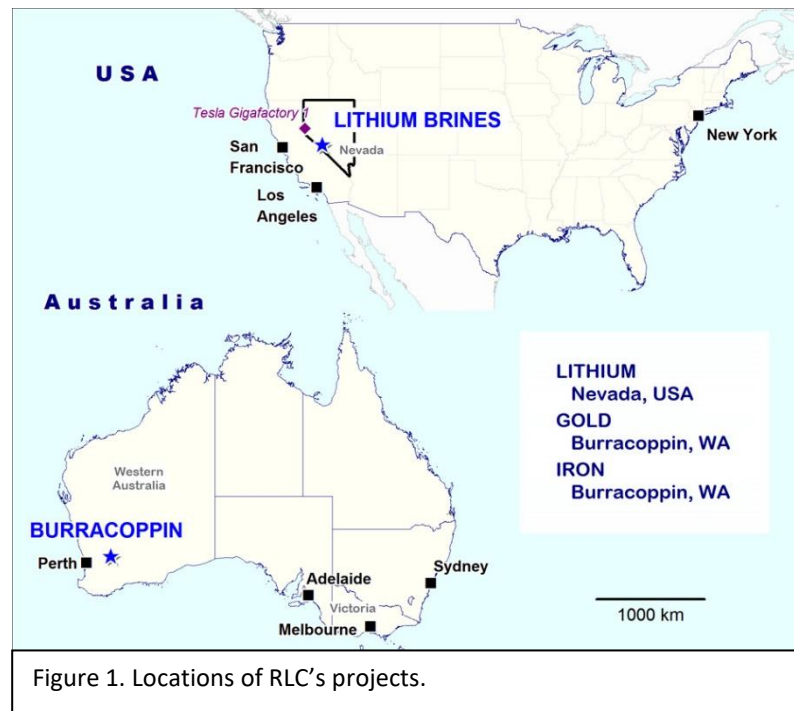 USA
Tesla Gigafactory 1
LITHIUM BRINES
Nevada
San
Francisco
Los
Angeles
New York
Australia
LITHIUM
Nevada, USA
GOLD
Burracoppin, WA
IRON
Burracoppin, WA
Western
Australia
BURRACOPPIN
Perth
Adelaide
Sydney
Victoria
Melbourne
1000 km
Figure 1. Locations of RLC’s projects.